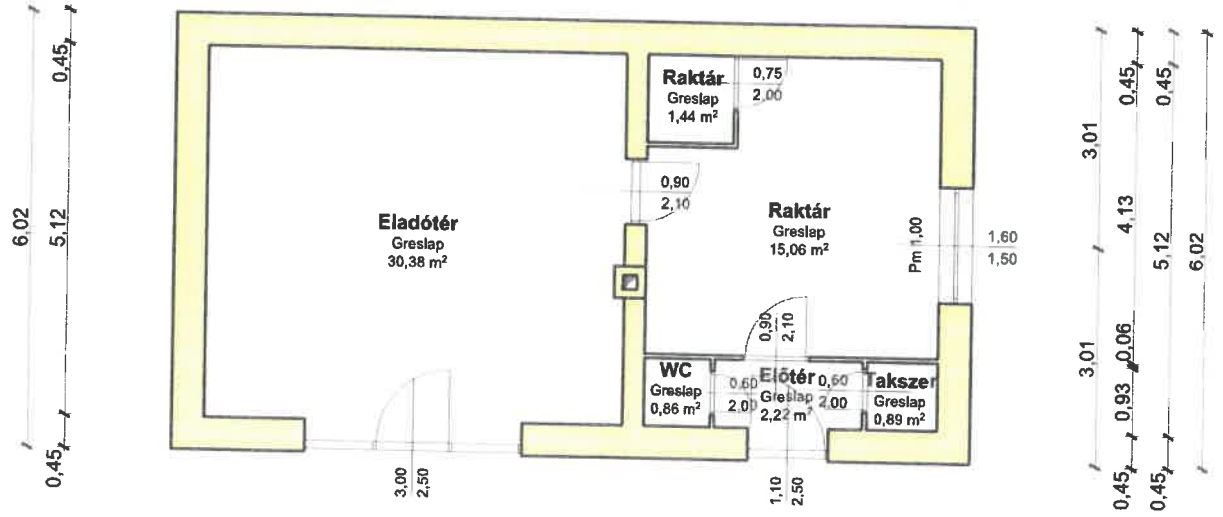 0,45
6,02
5,12
0,45
Eladótér
Greslap
30,38 m²
Raktár
Greslap
1,44 m²
0,75
2,00
0,90
2,10
Raktár
Greslap
15,06 m²
Pm 1,00
1,60
1,50
0,90
2,10
WC
Greslap
0,86 m²
0,60
2,00
Előtér
Greslap
2,22 m²
0,60
2,00
Takszer
Greslap
0,89 m²
3,00
2,50
1,10
2,50
3,01
3,01
0,45
4,13
0,06
0,93
0,45
0,45
5,12
0,45
6,02